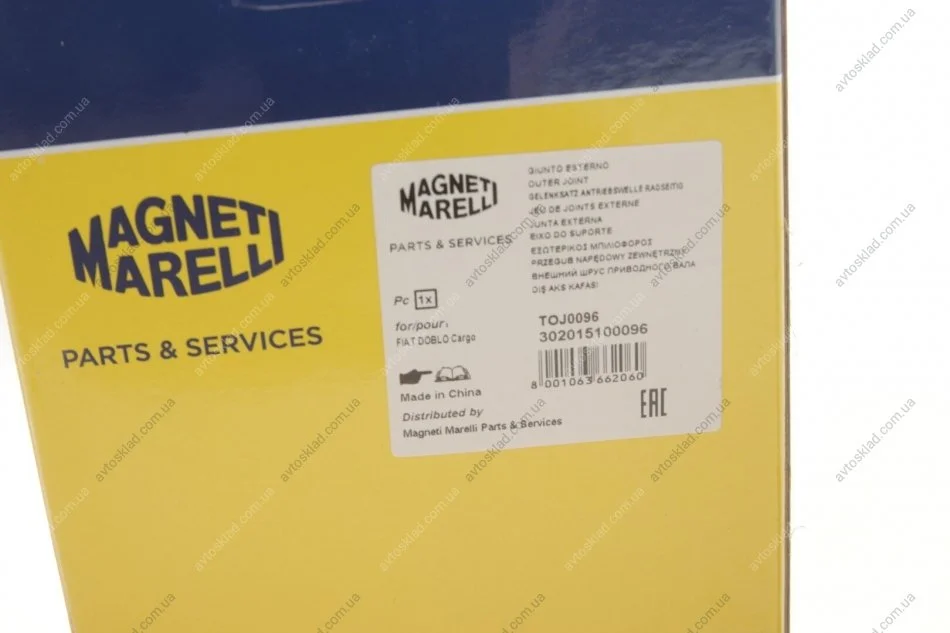 MAGNETI
MARELLI
PARTS & SERVICES
MAGNETI
MARELLI
PARTS & SERVICES
Pc 1x
for/pour:
FIAT DOBLO Cargo
Made in China
Distributed by
Magneti Marelli Parts & Services
GIUNTO ESTERNO
OUTER JOINT
GELENKSATZ ANTRIEBSWELLE RADSEITIG
JEU DE JOINTS EXTERNE
JUNTA EXTERNA
EIXO DO SUPORTE
ΕΞΩΤΕΡΙΚΟΣ ΜΠΙΛΙΟΦΟΡΟΣ
PRZEGUB NAPĘDOWY ZEWNĘTRZNY
ВНЕШНИЙ ШРУС ПРИВОДНОГО ВАЛА
DIŞ AKS KAFASI
TOJ0096
302015100096
8 001063 662060
EAC
avtosklad.com.ua